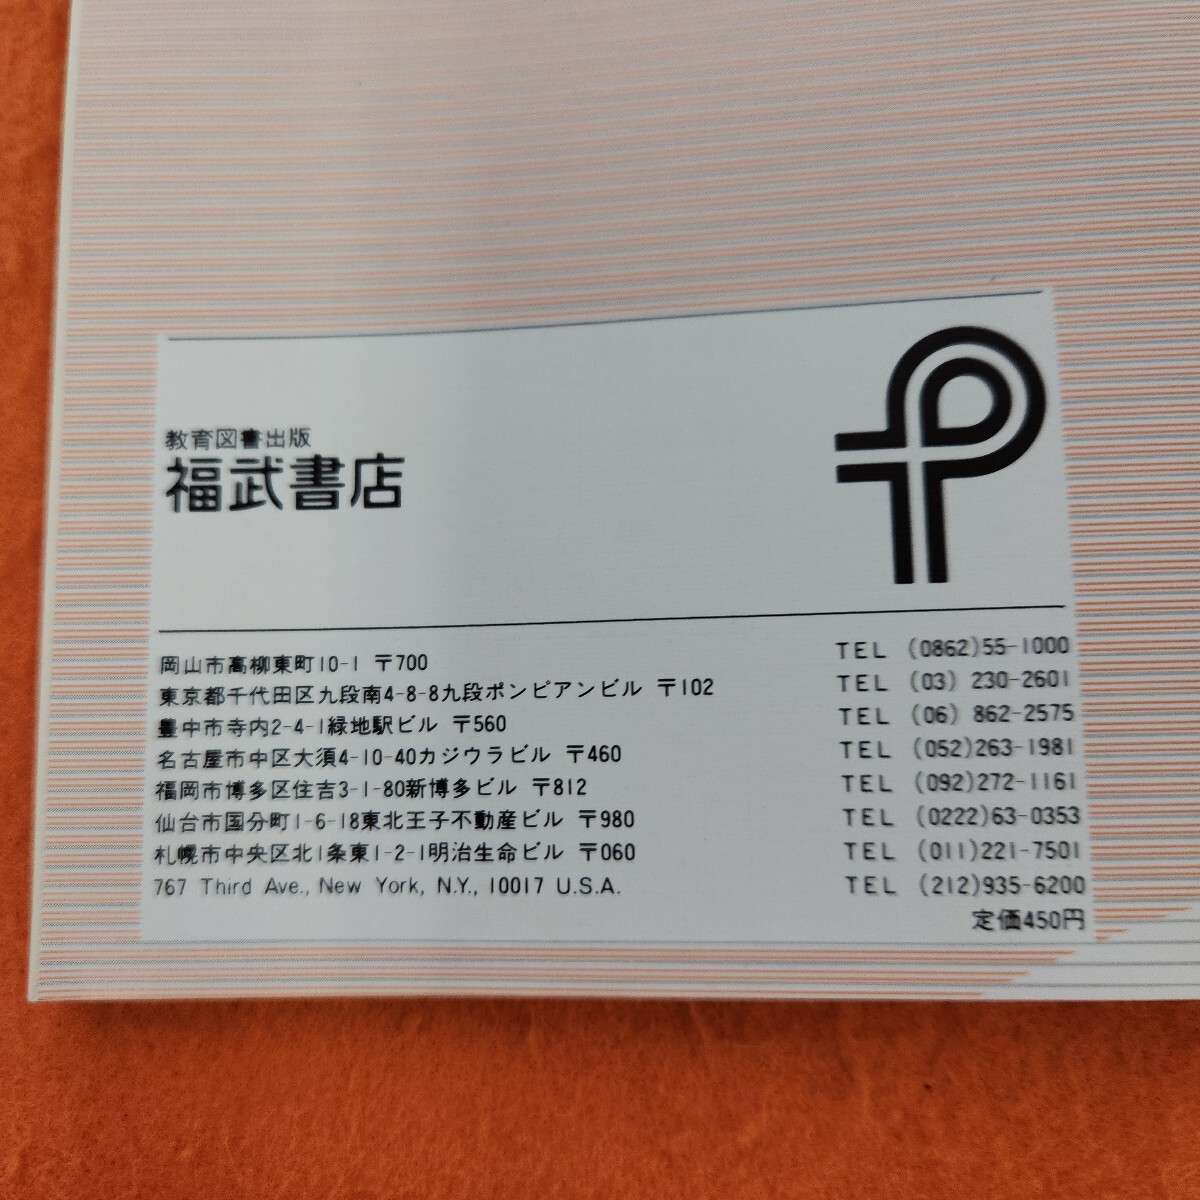 教育図書出版
福武書店
岡山市高柳東町10-1 〒700 TEL (0862)55-1000
東京都千代田区九段南4-8-8九段ポンピアンビル 〒102 TEL (03) 230-2601
豊中市寺内2-4-1緑地駅ビル 〒560 TEL (06) 862-2575
名古屋市中区大須4-10-40カジウラビル 〒460 TEL (052)263-1981
福岡市博多区住吉3-1-80新博多ビル 〒812 TEL (092)272-1161
仙台市国分町1-6-18東北王子不動産ビル 〒980 TEL (0222)63-0353
札幌市中央区北1条東1-2-1明治生命ビル 〒060 TEL (011)221-7501
767 Third Ave., New York, N.Y., 10017 U.S.A. TEL (212)935-6200
定価450円